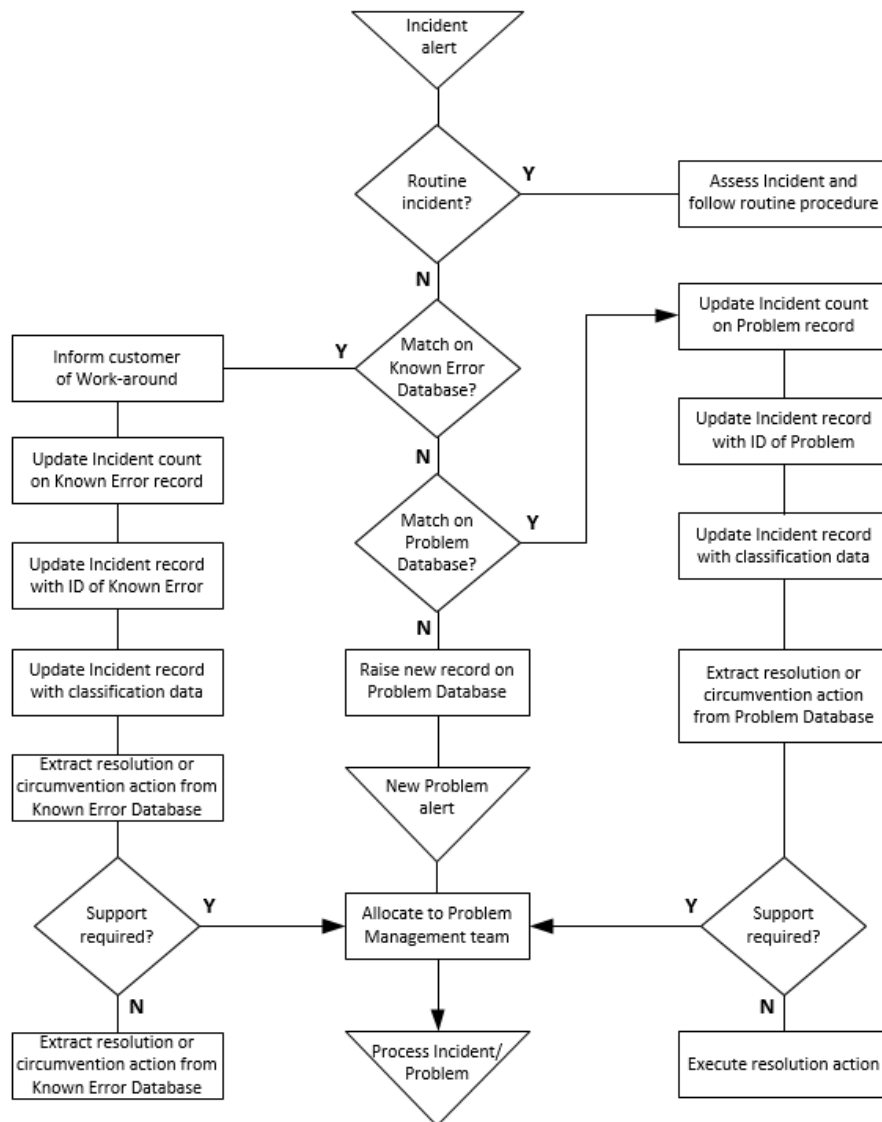 Incident
alert
Routine
incident?
Y
Assess Incident and
follow routine procedure
N
Match on
Known Error
Database?
Y
Inform customer
of Work-around
Update Incident count
on Known Error record
Update Incident record
with ID of Known Error
Update Incident record
with classification data
Extract resolution or
circumvention action from
Known Error Database
Support
required?
Y
N
Extract resolution or
circumvention action from
Known Error Database
N
Match on
Problem
Database?
Y
Update Incident count
on Problem record
Update Incident record
with ID of Problem
Update Incident record
with classification data
Extract resolution or
circumvention action
from Problem Database
Support
required?
Y
N
Execute resolution action
N
Raise new record on
Problem Database
New Problem
alert
Allocate to Problem
Management team
Process Incident/
Problem